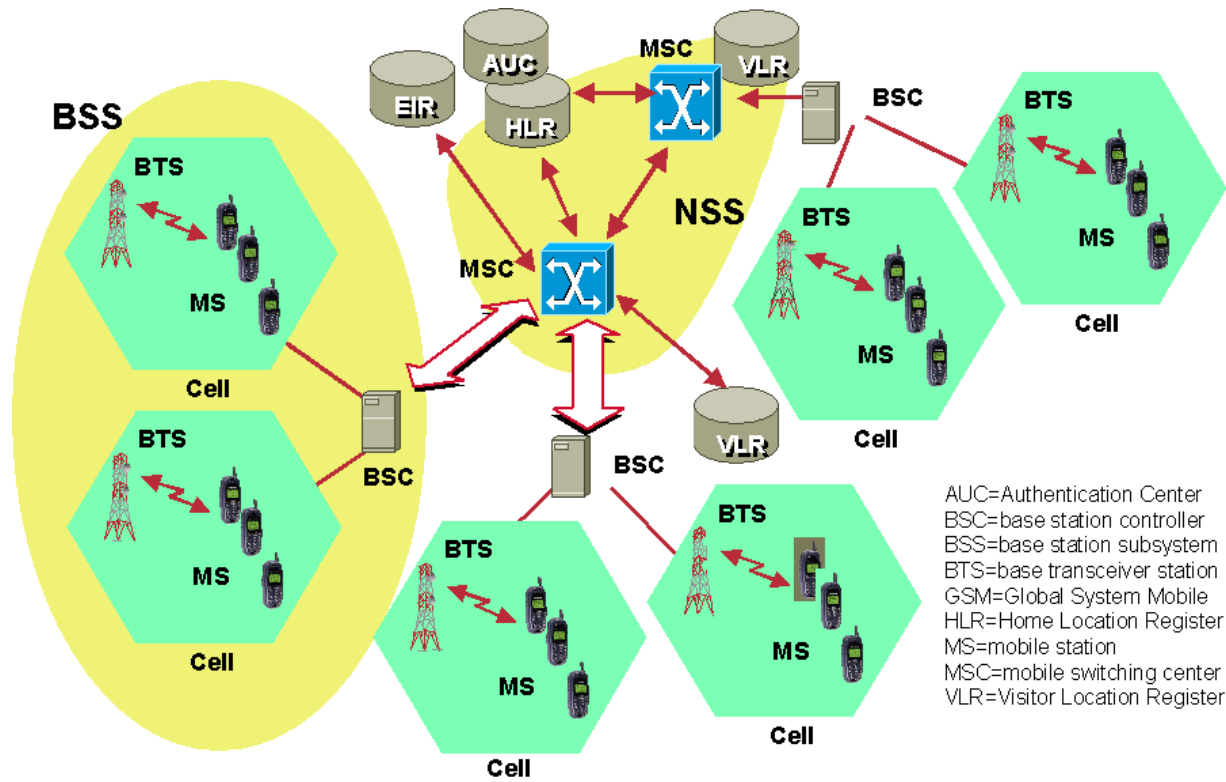 MSC
AUC
VLR
EIR
HLR
BSC
BTS
MS
Cell
BSS
BTS
MS
Cell
NSS
MSC
BTS
MS
Cell
BTS
MS
Cell
BSC
BTS
MS
Cell
VLR
BSC
BTS
MS
Cell
BTS
MS
Cell
AUC=Authentication Center
BSC=base station controller
BSS=base station subsystem
BTS=base transceiver station
GSM=Global System Mobile
HLR=Home Location Register
MS=mobile station
MSC=mobile switching center
VLR=Visitor Location Register